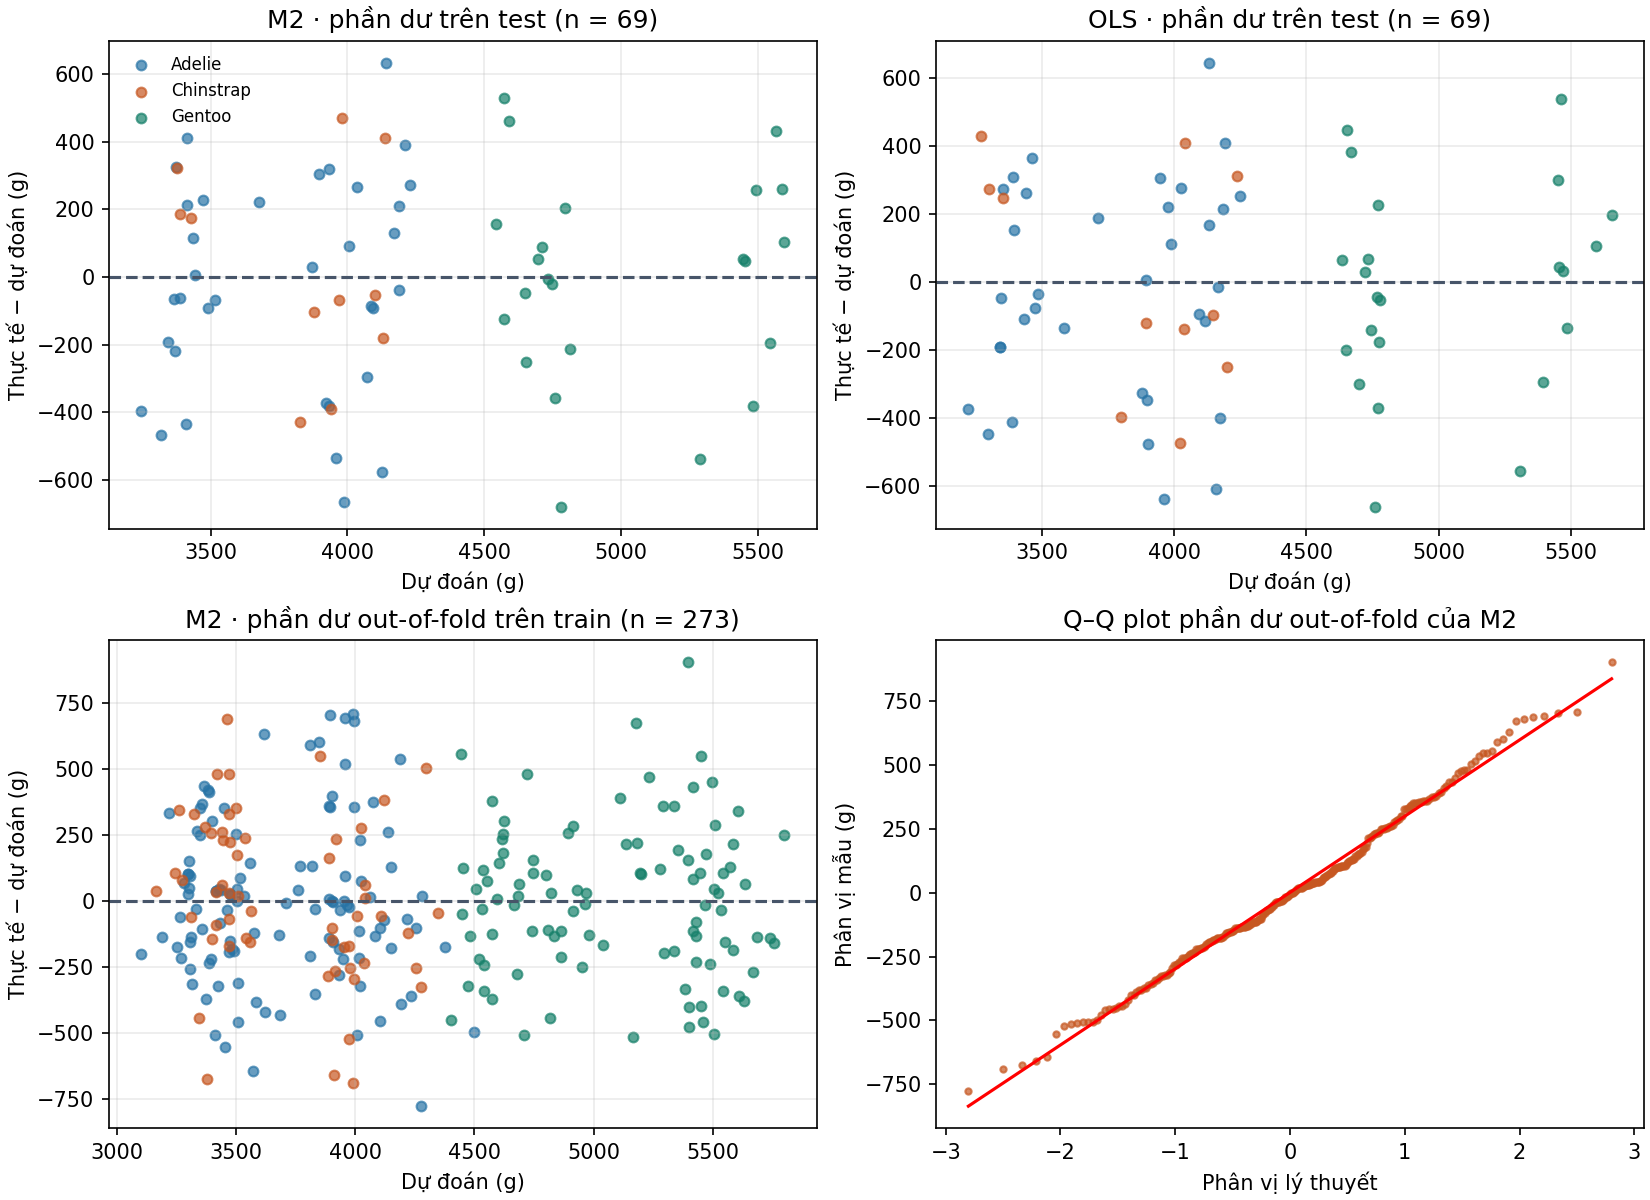 M2 · phần dư trên test (n = 69)
Thực tế − dự đoán (g)
600
400
200
0
−200
−400
−600
Adelie
Chinstrap
Gentoo
3500 4000 4500 5000 5500
Dự đoán (g)
OLS · phần dư trên test (n = 69)
Thực tế − dự đoán (g)
600
400
200
0
−200
−400
−600
3500 4000 4500 5000 5500
Dự đoán (g)
M2 · phần dư out-of-fold trên train (n = 273)
Thực tế − dự đoán (g)
750
500
250
0
−250
−500
−750
3000 3500 4000 4500 5000 5500
Dự đoán (g)
Q–Q plot phần dư out-of-fold của M2
Phân vị mẫu (g)
750
500
250
0
−250
−500
−750
−3 −2 −1 0 1 2 3
Phân vị lý thuyết